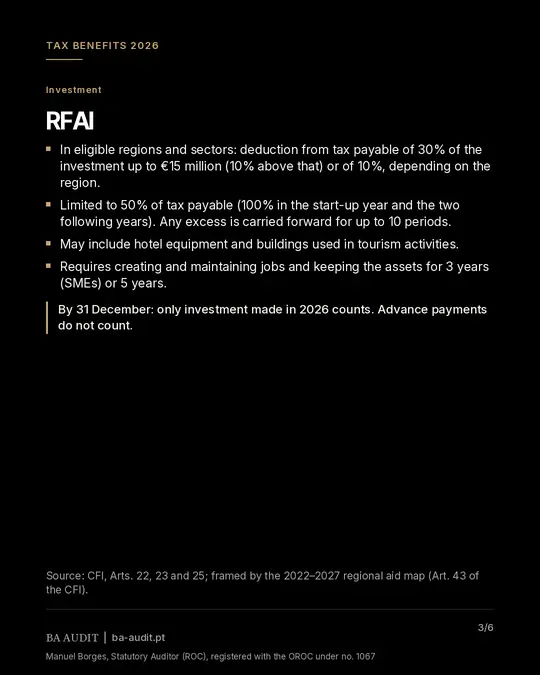 TAX BENEFITS 2026
Investment
RFAI
In eligible regions and sectors: deduction from tax payable of 30% of the
investment up to €15 million (10% above that) or of 10%, depending on the
region.
Limited to 50% of tax payable (100% in the start-up year and the two
following years). Any excess is carried forward for up to 10 periods.
May include hotel equipment and buildings used in tourism activities.
Requires creating and maintaining jobs and keeping the assets for 3 years
(SMEs) or 5 years.
By 31 December: only investment made in 2026 counts. Advance payments
do not count.
Source: CFI, Arts. 22, 23 and 25; framed by the 2022–2027 regional aid map (Art. 43 of
the CFI).
3/6
BA AUDIT | ba-audit.pt
Manuel Borges, Statutory Auditor (ROC), registered with the OROC under no. 1067